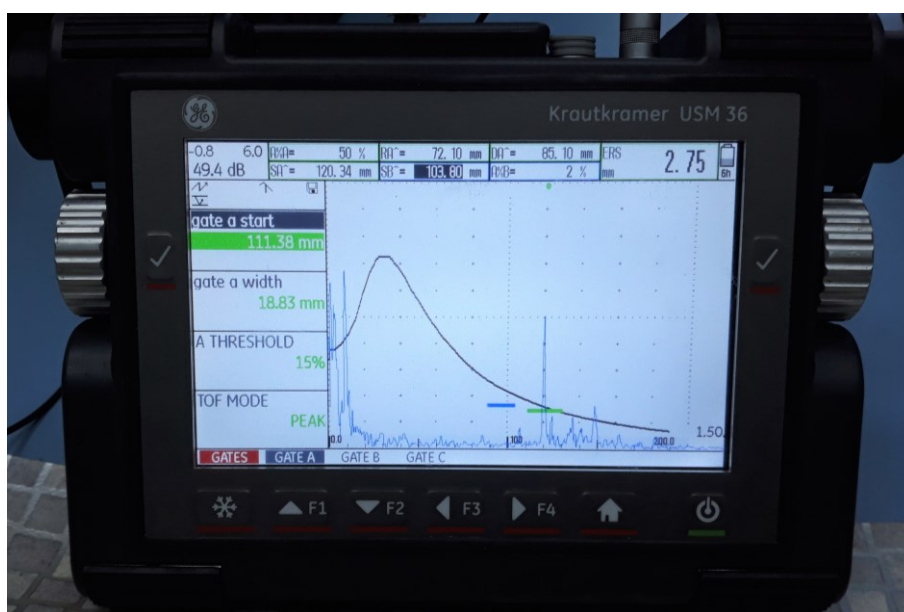 GE
Krautkramer USM 36
-0.8 6.0 A%A= 50 % RA^= 72. 10 mm DA^= 85. 10 mm ERS 2.75
49.4 dB SA^= 120. 34 mm SB^= 103. 80 mm A%B= 2 % mm 6h
gate a start
111.38 mm
gate a width
18.83 mm
A THRESHOLD
15%
TOF MODE
PEAK
0.0 100 200.0 1.50
GATES GATE A GATE B GATE C
F1 F2 F3 F4